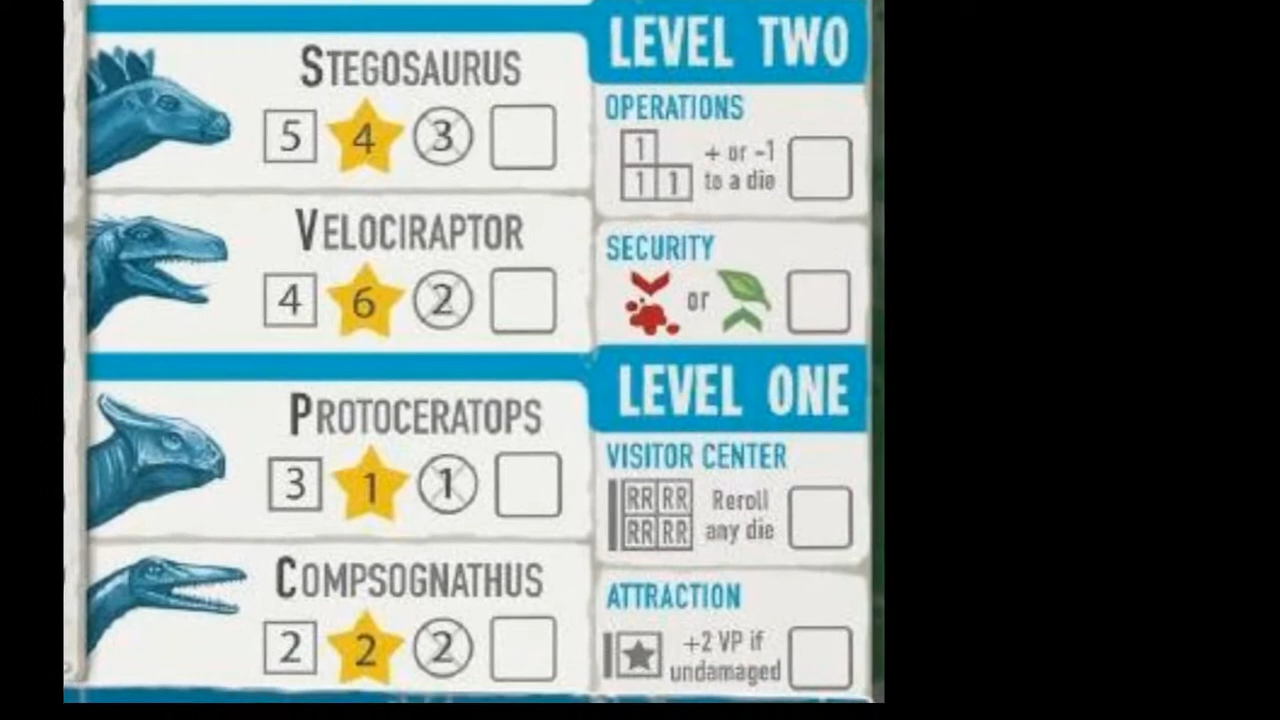 LEVEL TWO
STEGOSAURUS
5 4 3
OPERATIONS
1
1 1
+ or -1
to a die
VELOCIRAPTOR
4 6 2
SECURITY
or
LEVEL ONE
PROTOCERATOPS
3 1 1
VISITOR CENTER
RR RR
RR RR
Reroll
any die
COMPSOGNATHUS
2 2 2
ATTRACTION
+2 VP if
undamaged